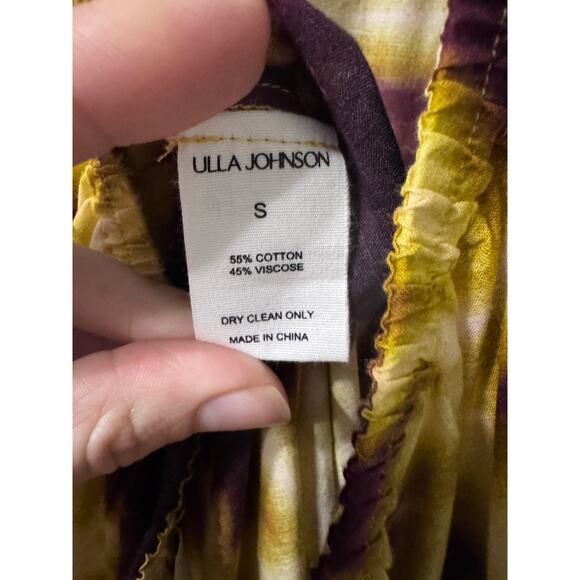 ULLA JOHNSON
S
55% COTTON
45% VISCOSE
DRY CLEAN ONLY
MADE IN CHINA